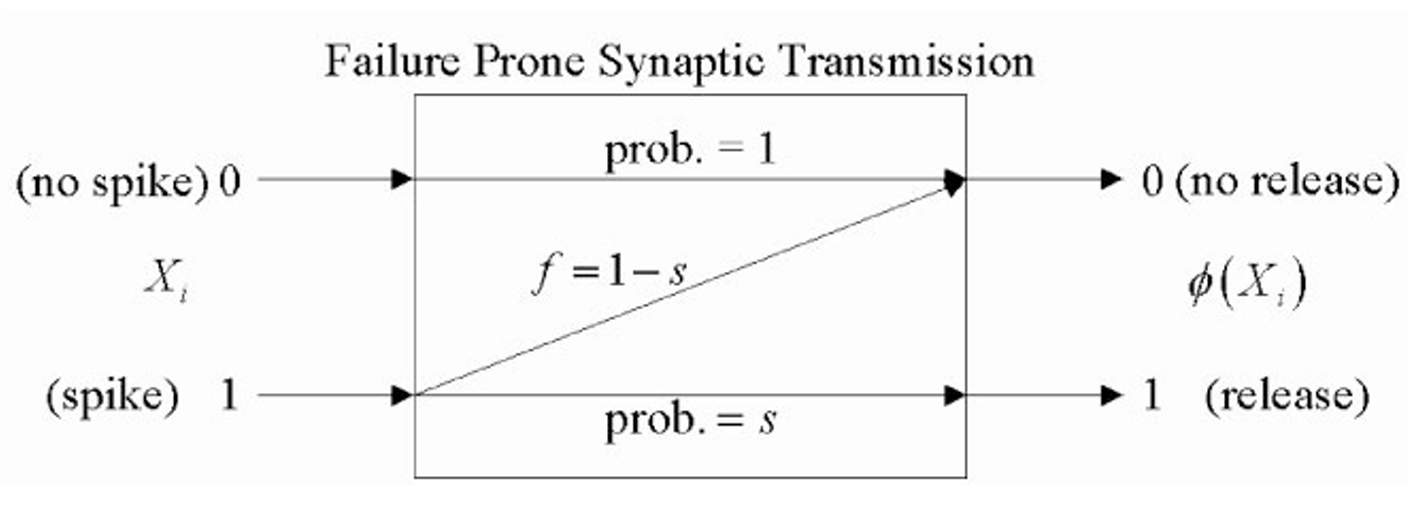 Failure Prone Synaptic Transmission
prob. = 1
(no spike) 0
0 (no release)
f = 1 − s
X_i
ϕ(X_i)
(spike) 1
1 (release)
prob. = s